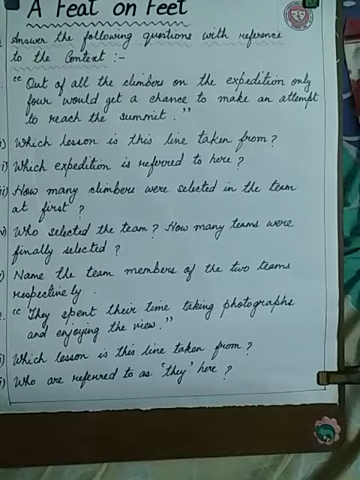 A Feat on Feet
Answer the following questions with reference
to the Context :-
"Out of all the climbers on the expedition only
four would get a chance to make an attempt
to reach the summit."
i) Which lesson is this line taken from?
ii) Which expedition is referred to here?
iii) How many climbers were selected in the team
at first?
iv) Who selected the team? How many teams were
finally selected?
v) Name the team members of the two teams
respectively.
"They spent their time taking photographs
and enjoying the view."
i) Which lesson is this line taken from?
ii) Who are referred to as 'they' here?